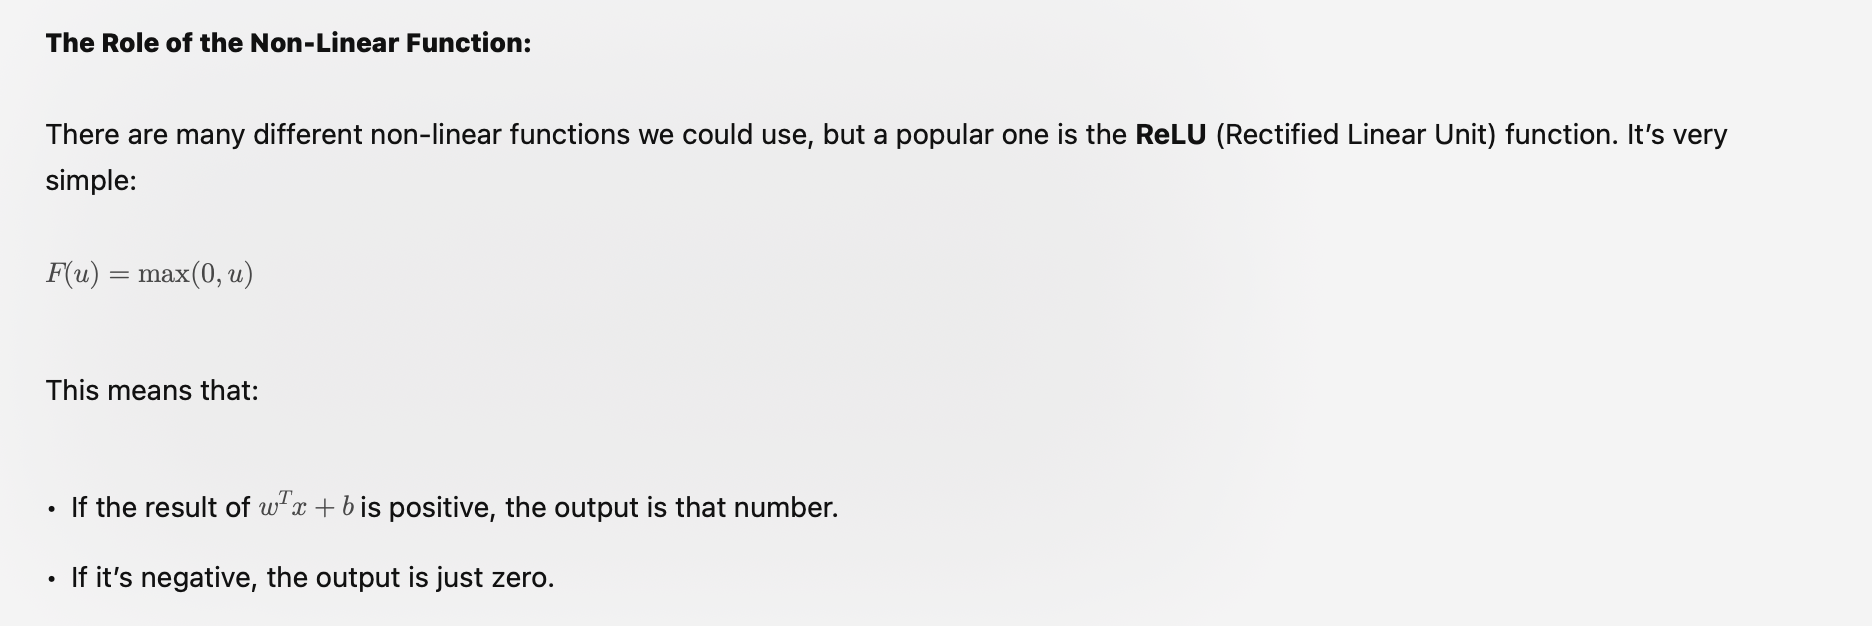 The Role of the Non-Linear Function:
There are many different non-linear functions we could use, but a popular one is the ReLU (Rectified Linear Unit) function. It’s very
simple:
F(u) = max(0, u)
This means that:
• If the result of wᵀx + b is positive, the output is that number.
• If it’s negative, the output is just zero.